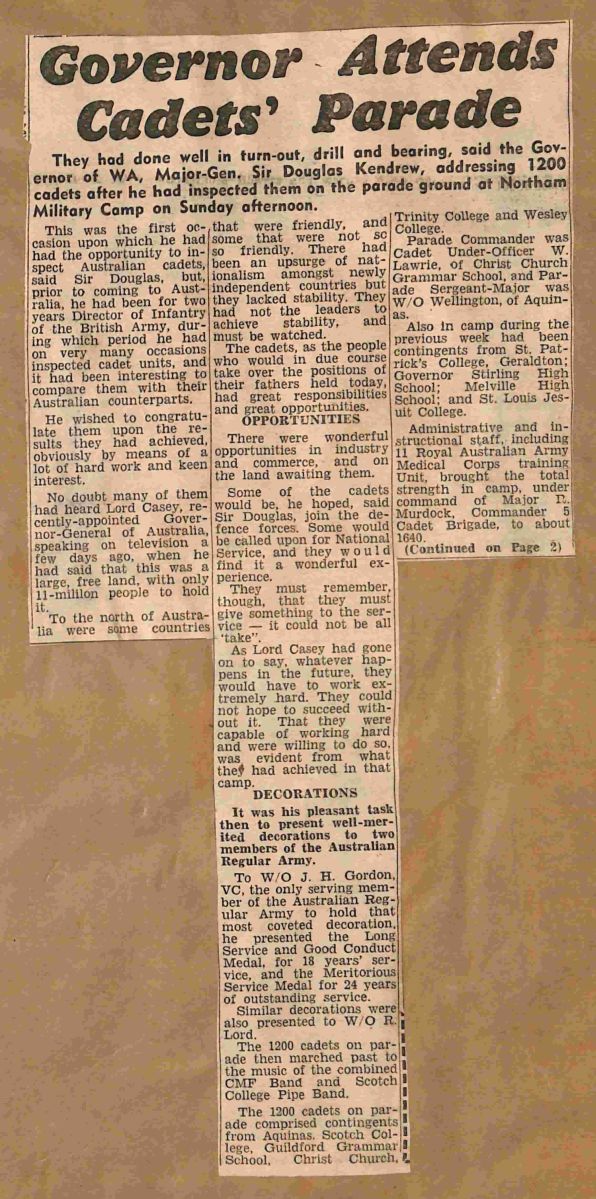 Governor Attends
Cadets' Parade
They had done well in turn-out, drill and bearing, said the Gov-
ernor of WA, Major-Gen. Sir Douglas Kendrew, addressing 1200
cadets after he had inspected them on the parade ground at Northam
Military Camp on Sunday afternoon.
This was the first oc-
casion upon which he had
had the opportunity to in-
spect Australian cadets,
said Sir Douglas, but,
prior to coming to Aust-
ralia, he had been for two
years Director of Infantry
of the British Army, dur-
ing which period he had
on very many occasions
inspected cadet units, and
it had been interesting to
compare them with their
Australian counterparts.
He wished to congratu-
late them upon the re-
sults they had achieved,
obviously by means of a
lot of hard work and keen
interest.
No doubt many of them
had heard Lord Casey, re-
cently-appointed Gover-
nor-General of Australia,
speaking on television a
few days ago, when he
had said that this was a
large, free land, with only
11-mililon people to hold
it.
To the north of Austra-
lia were some countries
that were friendly, and
some that were not so
so friendly. There had
been an upsurge of nat-
ionalism amongst newly
independent countries but
they lacked stability. They
had not the leaders to
achieve stability, and
must be watched.
The cadets, as the people
who would in due course
take over the positions of
their fathers held today,
had great responsibilities
and great opportunities.
OPPORTUNITIES
There were wonderful
opportunities in industry
and commerce, and on
the land awaiting them.
Some of the cadets
would be, he hoped, said
Sir Douglas, join the de-
fence forces. Some would
be called upon for National
Service, and they would
find it a wonderful ex-
perience.
They must remember,
though, that they must
give something to the ser-
vice — it could not be all
"take".
As Lord Casey had gone
on to say, whatever hap-
pens in the future, they
would have to work ex-
tremely hard. They could
not hope to succeed with-
out it. That they were
capable of working hard
and were willing to do so,
was evident from what
they had achieved in that
camp.
DECORATIONS
It was his pleasant task
then to present well-mer-
ited decorations to two
members of the Australian
Regular Army.
To W/O J. H. Gordon,
VC, the only serving mem-
ber of the Australian Reg-
ular Army to hold that
most coveted decoration,
he presented the Long
Service and Good Conduct
Medal, for 18 years' ser-
vice, and the Meritorious
Service Medal for 24 years
of outstanding service.
Similar decorations were
also presented to W/O R.
Lord.
The 1200 cadets on par-
ade then marched past to
the music of the combined
CMF Band and Scotch
College Pipe Band.
The 1200 cadets on par-
ade comprised contingents
from Aquinas, Scotch Col-
lege, Guildford Grammar
School, Christ Church,
Trinity College and Wesley
College.
Parade Commander was
Cadet Under-Officer W.
Lawrie, of Christ Church
Grammar School, and Par-
ade Sergeant-Major was
W/O Wellington, of Aquin-
as.
Also in camp during the
previous week had been
contingents from St. Pat-
rick's College, Geraldton;
Governor Stirling High
School; Melville High
School; and St. Louis Jes-
uit College.
Administrative and in-
structional staff, including
11 Royal Australian Army
Medical Corps training
Unit, brought the total
strength in camp, under
command of Major
Murdock, Commander 5
Cadet Brigade, to about
1640.
(Continued on Page 2)